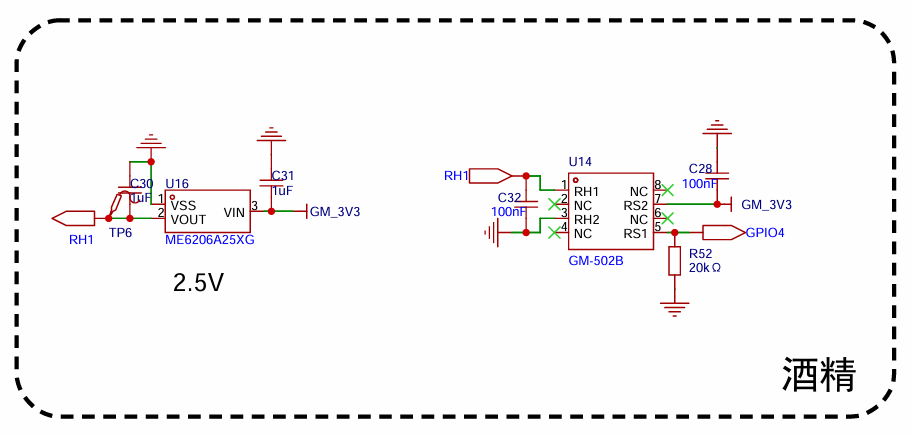 C30
1uF
U16
1
VSS
2
VOUT
VIN
3
ME6206A25XG
RH1
TP6
C31
1uF
GM_3V3
2.5V
RH1
C32
100nF
U14
1
RH1
2
NC
3
RH2
4
NC
NC
8
RS2
7
NC
6
RS1
5
GM-502B
C28
100nF
GM_3V3
GPIO4
R52
20kΩ
酒精